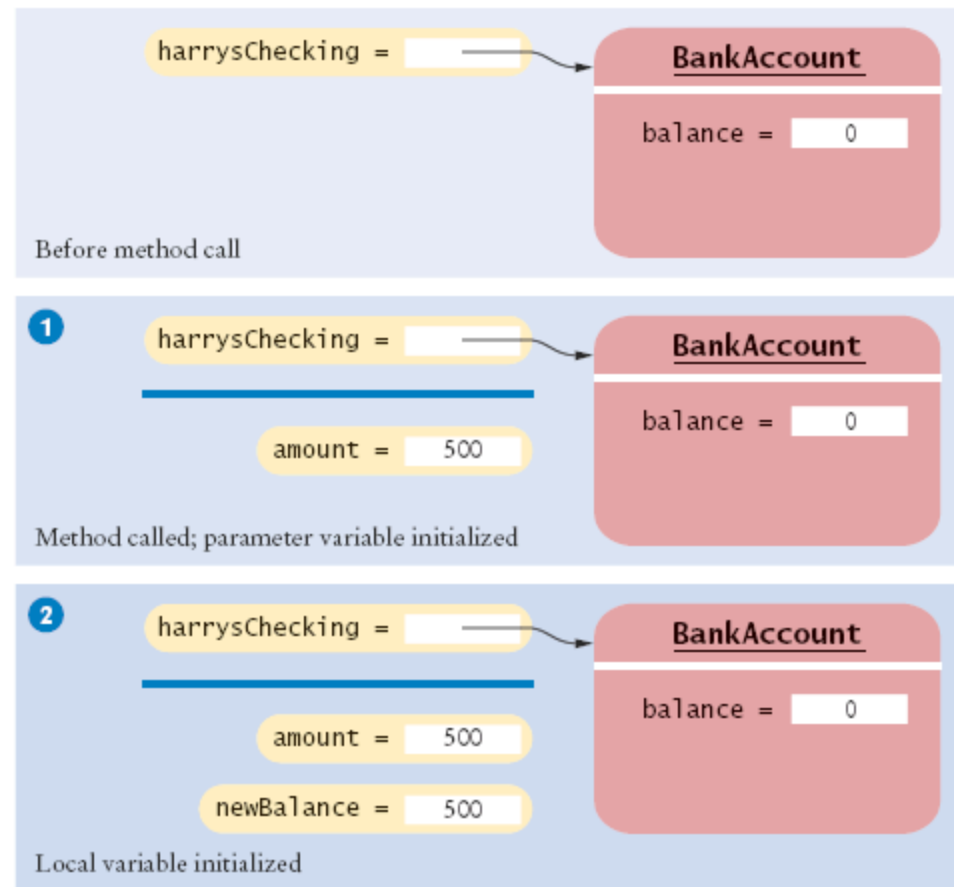 harrysChecking =
BankAccount
balance = 0
Before method call
1
harrysChecking =
BankAccount
balance = 0
amount = 500
Method called; parameter variable initialized
2
harrysChecking =
BankAccount
balance = 0
amount = 500
newBalance = 500
Local variable initialized